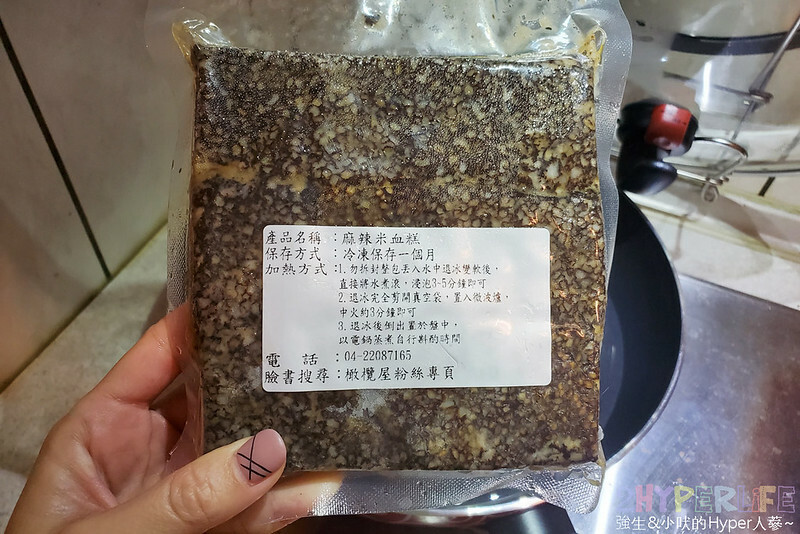 產品名稱：麻辣米血糕
保存方式：冷凍保存一個月
加熱方式：1.勿拆封整包丟入水中退冰變軟後，
直接將水煮滾，浸泡3-5分鐘即可
2.退冰完全剪開真空袋，置入微波爐，
中火約3分鐘即可
3.退冰後倒出置於盤中，
以電鍋蒸煮自行斟酌時間
電　話：04-22087165
臉書搜尋：橄欖屋粉絲專頁
HYPERLIFE
強生&小吠的Hyper人蔘~